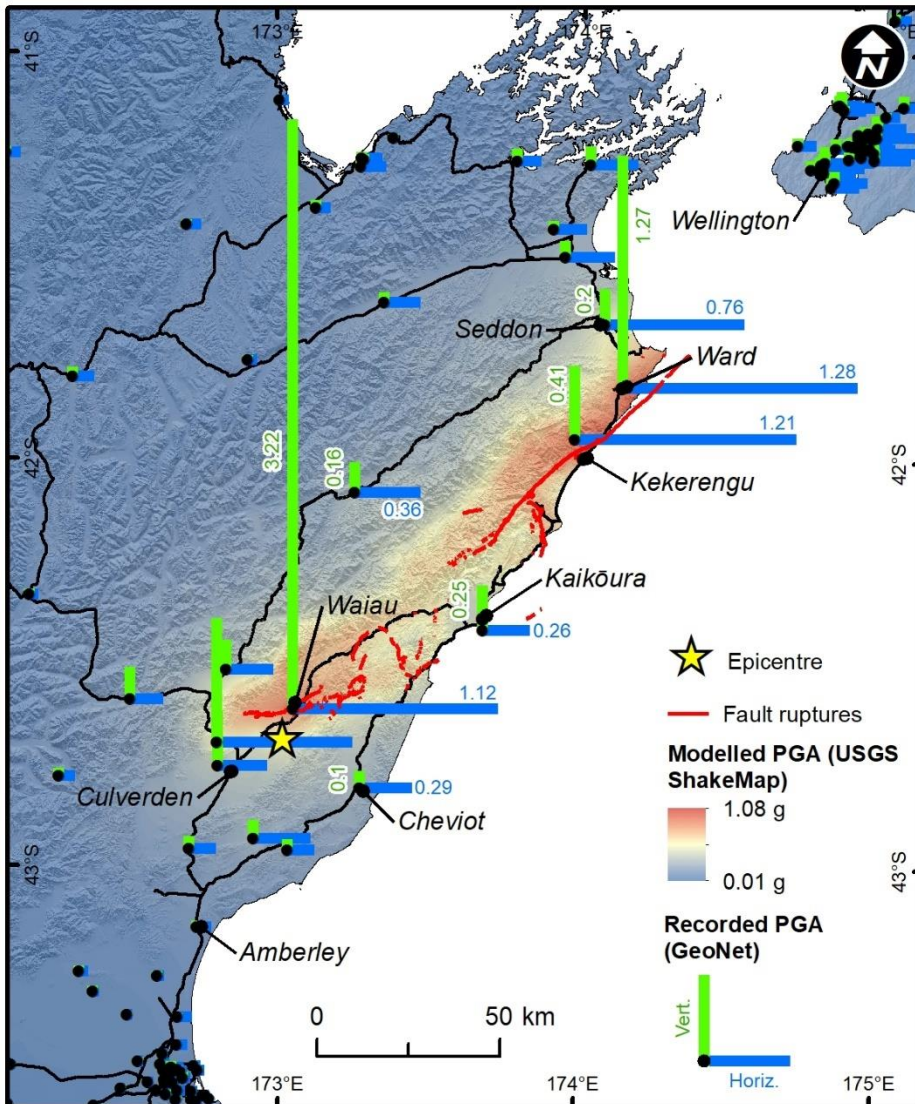 173°E
174°E
41°S
N
Wellington
1.27
0.2
0.76
Seddon
Ward
0.41
1.28
3.22
1.21
42°S
42°S
0.16
Kekerengu
0.36
Kaikōura
0.25
Waiau
0.26
Epicentre
1.12
Fault ruptures
Modelled PGA (USGS
ShakeMap)
Culverden
0.1
0.29
1.08 g
Cheviot
0.01 g
43°S
43°S
Recorded PGA
(GeoNet)
Amberley
Vert.
0
50 km
Horiz.
173°E
174°E
175°E